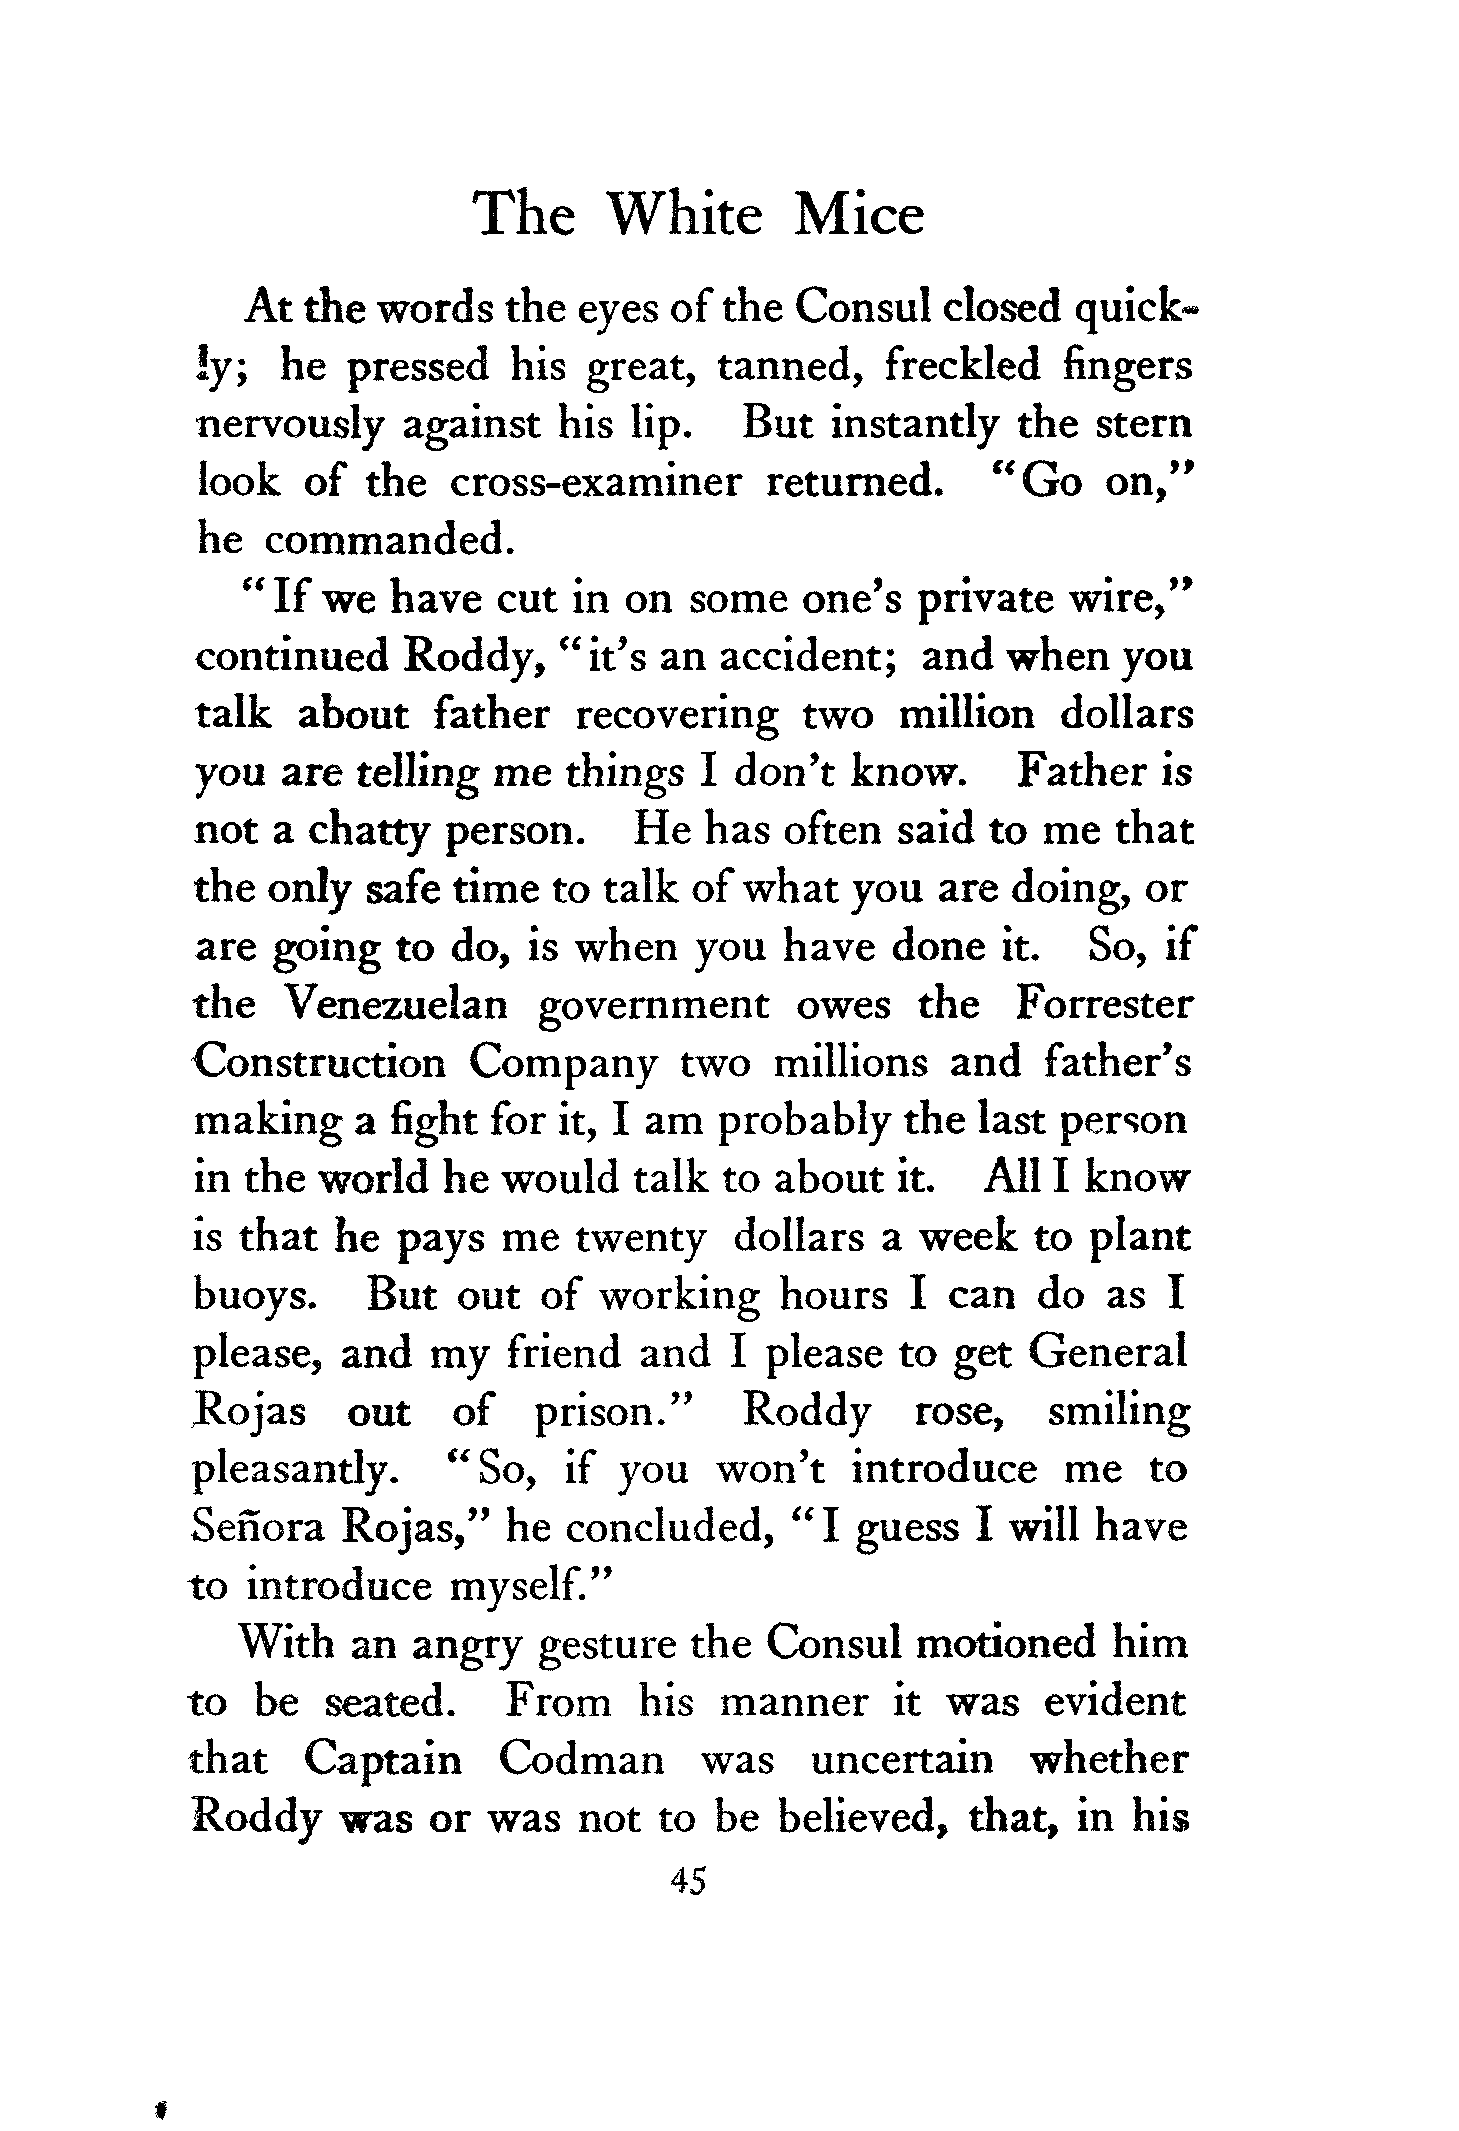 The White Mice
At the words the eyes of the Consul closed quick-
ly; he pressed his great, tanned, freckled fingers
nervously against his lip. But instantly the stern
look of the cross-examiner returned. “Go on,”
he commanded.
“If we have cut in on some one’s private wire,”
continued Roddy, “it’s an accident; and when you
talk about father recovering two million dollars
you are telling me things I don’t know. Father is
not a chatty person. He has often said to me that
the only safe time to talk of what you are doing, or
are going to do, is when you have done it. So, if
the Venezuelan government owes the Forrester
Construction Company two millions and father’s
making a fight for it, I am probably the last person
in the world he would talk to about it. All I know
is that he pays me twenty dollars a week to plant
buoys. But out of working hours I can do as I
please, and my friend and I please to get General
Rojas out of prison.” Roddy rose, smiling
pleasantly. “So, if you won’t introduce me to
Señora Rojas,” he concluded, “I guess I will have
to introduce myself.”
With an angry gesture the Consul motioned him
to be seated. From his manner it was evident
that Captain Codman was uncertain whether
Roddy was or was not to be believed, that, in his
45